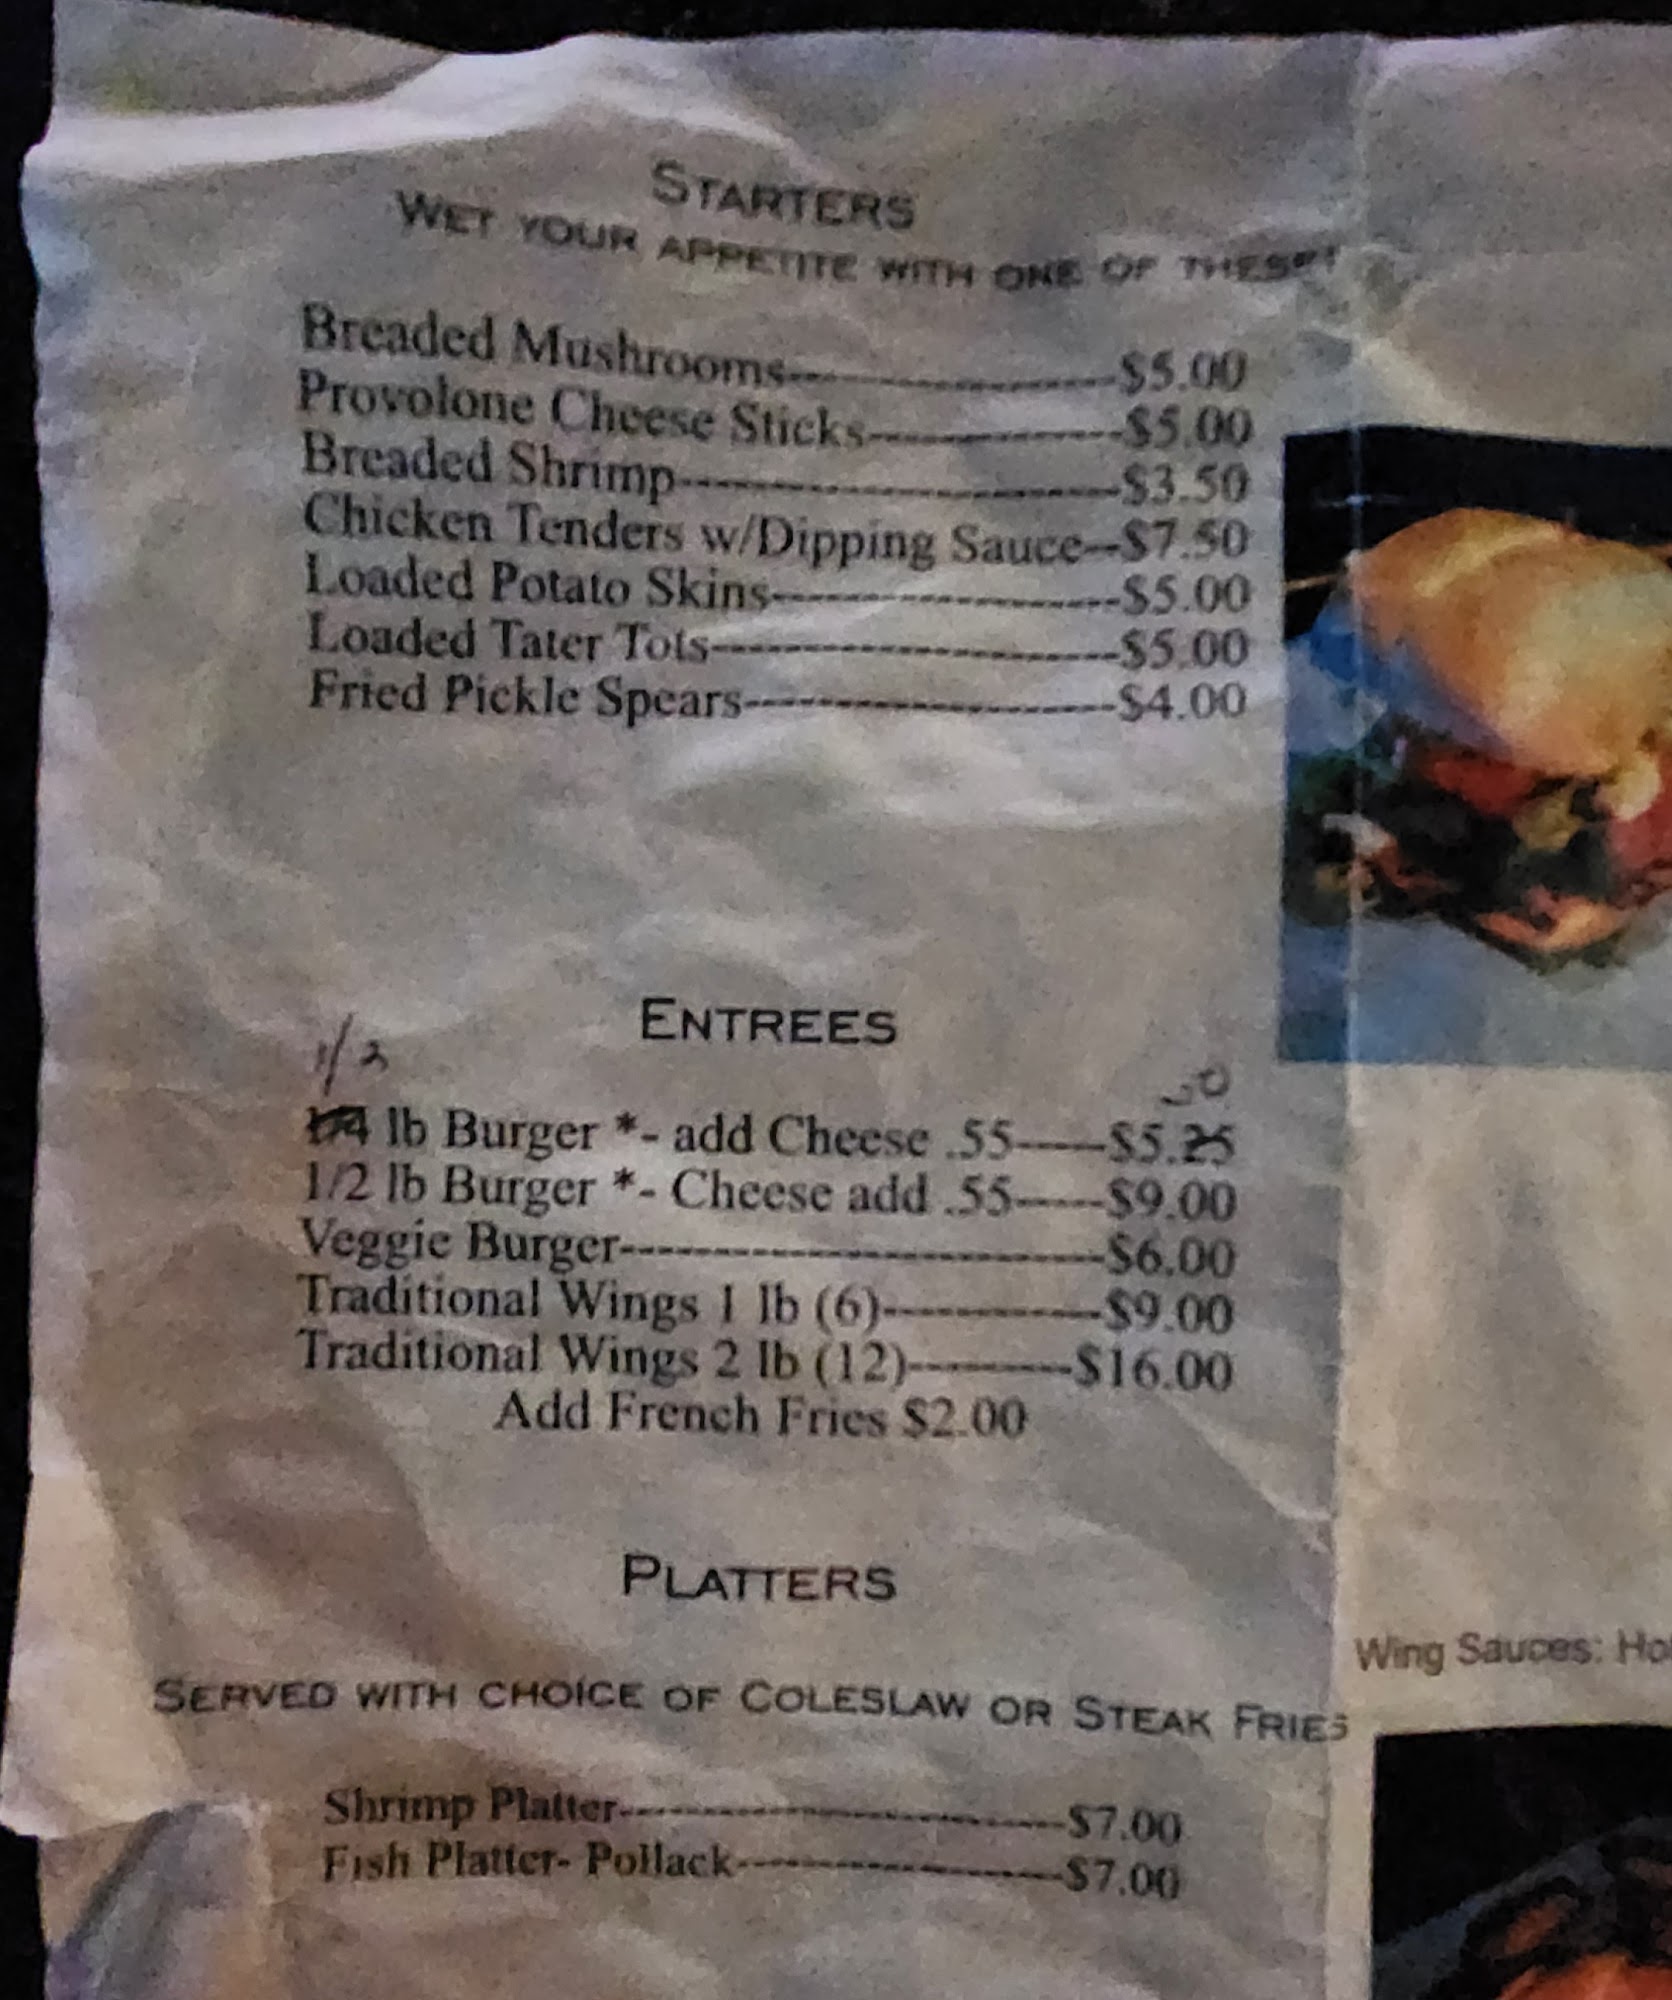 STARTERS
WET YOUR APPETITE WITH ONE OF THESE!
Breaded Mushrooms-------------------$5.00
Provolone Cheese Sticks---------------$5.00
Breaded Shrimp--------------------------$3.50
Chicken Tenders w/Dipping Sauce--$7.50
Loaded Potato Skins--------------------$5.00
Loaded Tater Tots-----------------------$5.00
Fried Pickle Spears---------------------$4.00
ENTREES
1/3
lb Burger *- add Cheese .55-----$5.25
1/2 lb Burger *- Cheese add .55-----$9.00
Veggie Burger----------------------------$6.00
Traditional Wings 1 lb (6)-------------$9.00
Traditional Wings 2 lb (12)----------$16.00
Add French Fries $2.00
PLATTERS
SERVED WITH CHOICE OF COLESLAW OR STEAK FRIES
Shrimp Platter--------------------------$7.00
Fish Platter- Pollack-------------------$7.00
Wing Sauces: